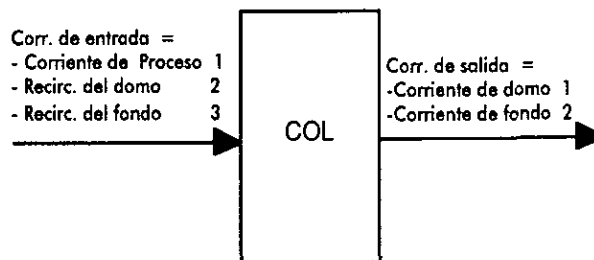 Corr. de entrada =
- Corriente de Proceso 1
- Recirc. del domo 2
- Recirc. del fondo 3
COL
Corr. de salida =
-Corriente de domo 1
-Corriente de fondo 2